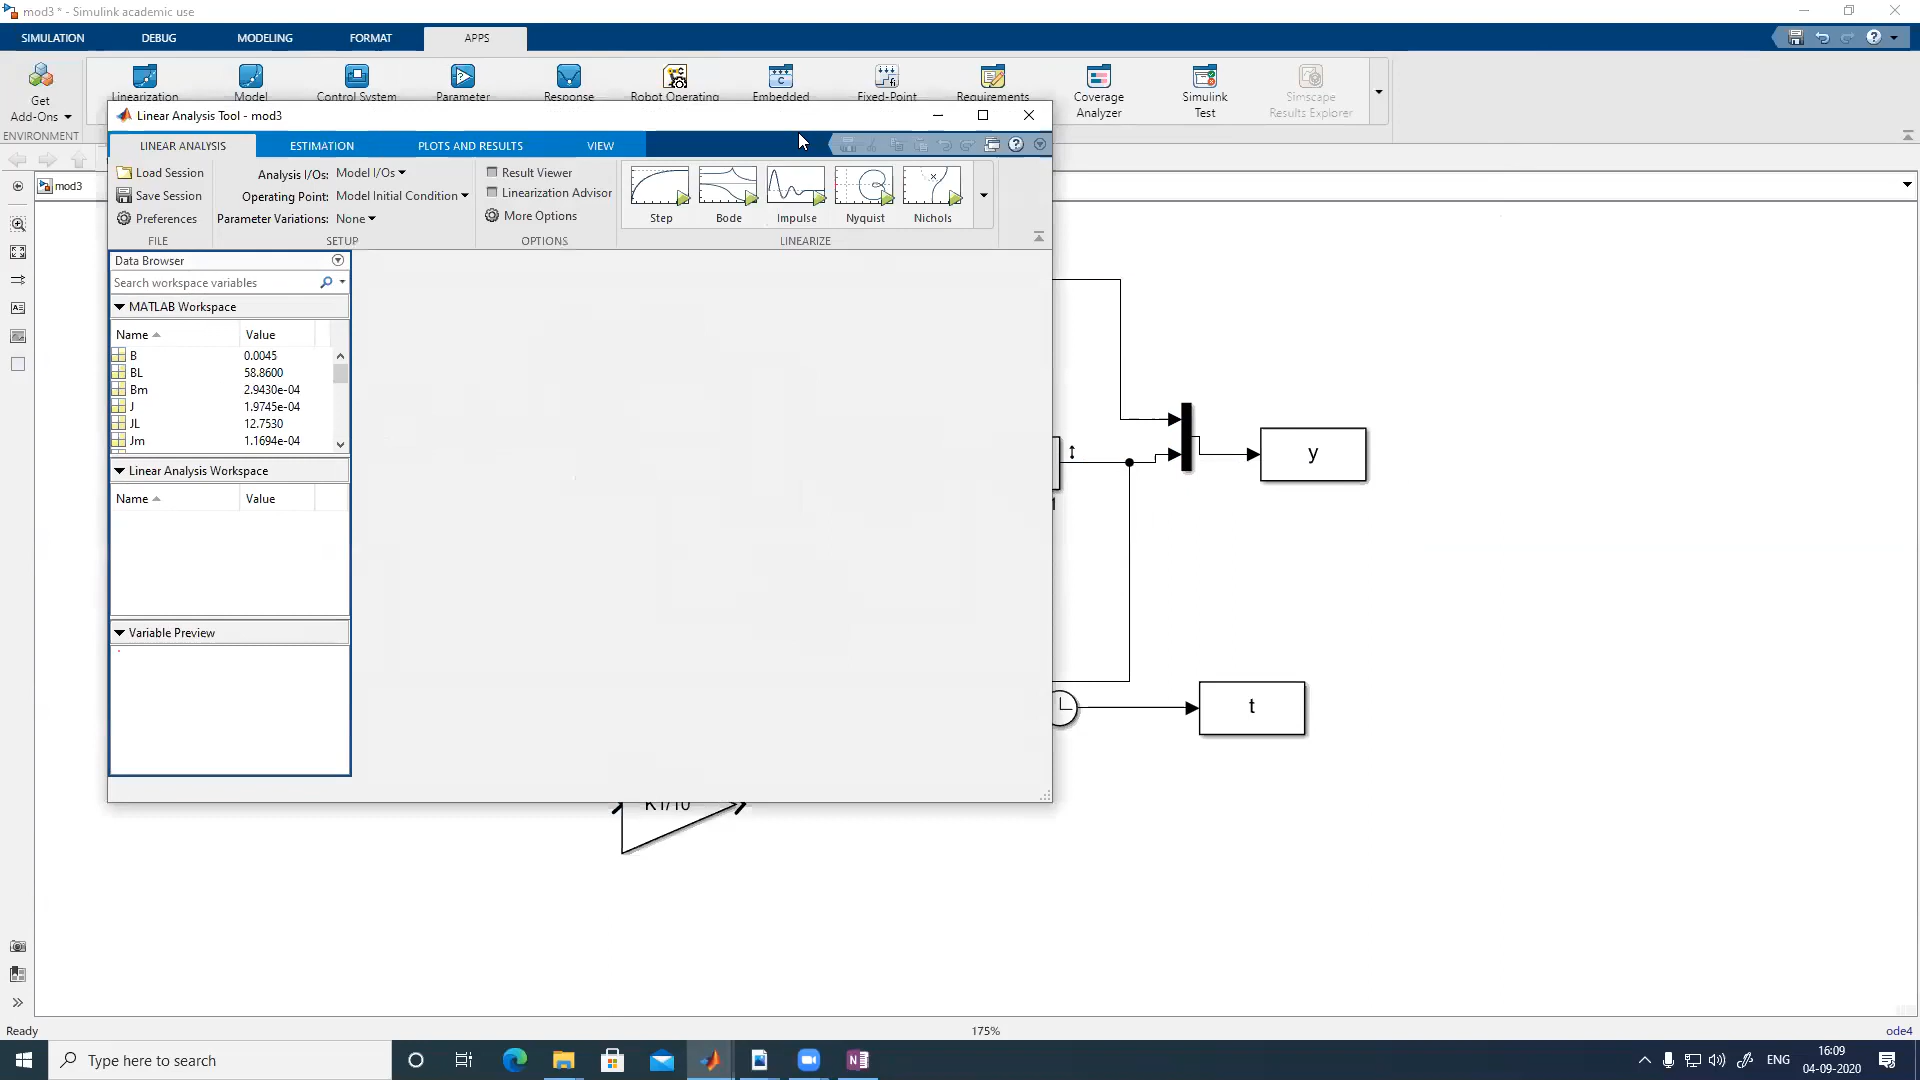 mod3 * - Simulink academic use
SIMULATION DEBUG MODELING FORMAT APPS
Get Add-Ons
Linearization Model Control System Parameter Response Robot Operating Embedded Fixed-Point Requirements
Coverage Analyzer
Simulink Test
Simscape Results Explorer
ENVIRONMENT
Linear Analysis Tool - mod3
LINEAR ANALYSIS ESTIMATION PLOTS AND RESULTS VIEW
Load Session
Save Session
Preferences
FILE
Analysis I/Os: Model I/Os
Operating Point: Model Initial Condition
Parameter Variations: None
SETUP
Result Viewer
Linearization Advisor
More Options
OPTIONS
Step Bode Impulse Nyquist Nichols
LINEARIZE
mod3
Data Browser
Search workspace variables
MATLAB Workspace
Name Value
B 0.0045
BL 58.8600
Bm 2.9430e-04
J 1.9745e-04
JL 12.7530
Jm 1.1694e-04
Linear Analysis Workspace
Name Value
Variable Preview
y
t
K1/10
Ready 175% ode4
Type here to search
ENG
16:09
04-09-2020